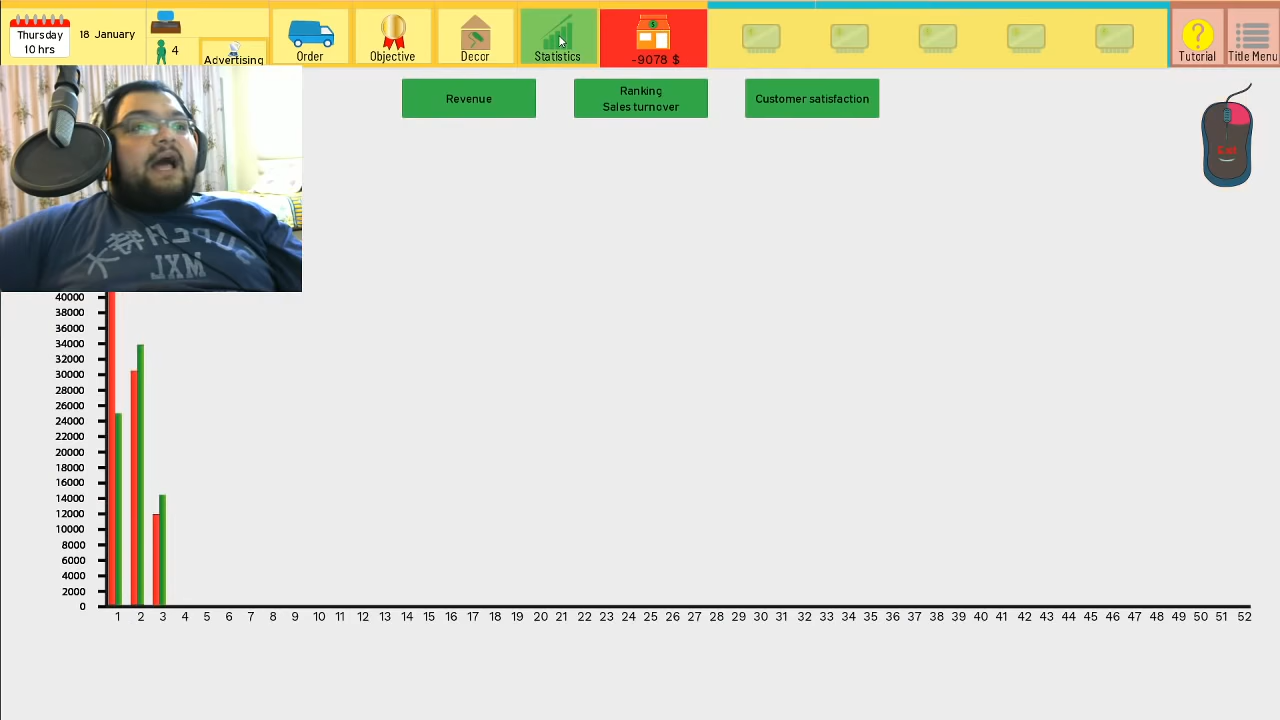 Thursday
10 hrs
18 January
4
Advertising
Order
Objective
Decor
Statistics
$
-9078 $
?
Tutorial
Title Menu
Revenue
Ranking
Sales turnover
Customer satisfaction
Exit
40000
38000
36000
34000
32000
30000
28000
26000
24000
22000
20000
18000
16000
14000
12000
10000
8000
6000
4000
2000
0
1 2 3 4 5 6 7 8 9 10 11 12 13 14 15 16 17 18 19 20 21 22 23 24 25 26 27 28 29 30 31 32 33 34 35 36 37 38 39 40 41 42 43 44 45 46 47 48 49 50 51 52